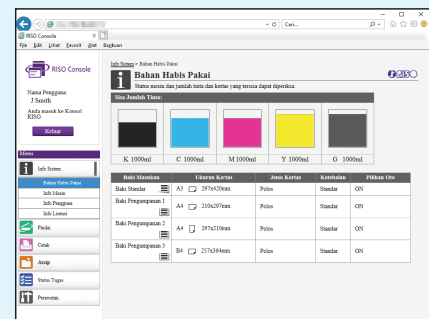 Cari...
RISO Console
File Edit Lihat Favorit Alat Bagtuan
RISO Console
Nama Pengguna:
J.Smith
Anda masuk ke Konsol
RISO.
Keluar
Menu
Info Sistem
Bahan Habis Pakai
Info Mesin
Info Pengguna
Info Lisensi
Pindai
Cetak
Arsip
Status Tugas
Perawatan
Info Sistem > Bahan Habis Pakai
Bahan Habis Pakai
Status mesin dan jumlah tinta dan kertas yang tersisa dapat diperiksa.
RISO
Sisa Jumlah Tinta:
K 1000ml C 1000ml M 1000ml Y 1000ml G 1000ml
Baki Masukan Ukuran Kertas Jenis Kertas Ketebalan Pilihan Oto
Baki Standar A3 297x420mm Polos Standar ON
Baki Pengumpanan 1 A4 210x297mm Polos Standar ON
Baki Pengumpanan 2 A4 297x210mm Polos Standar ON
Baki Pengumpanan 3 B4 257x364mm Polos Standar ON